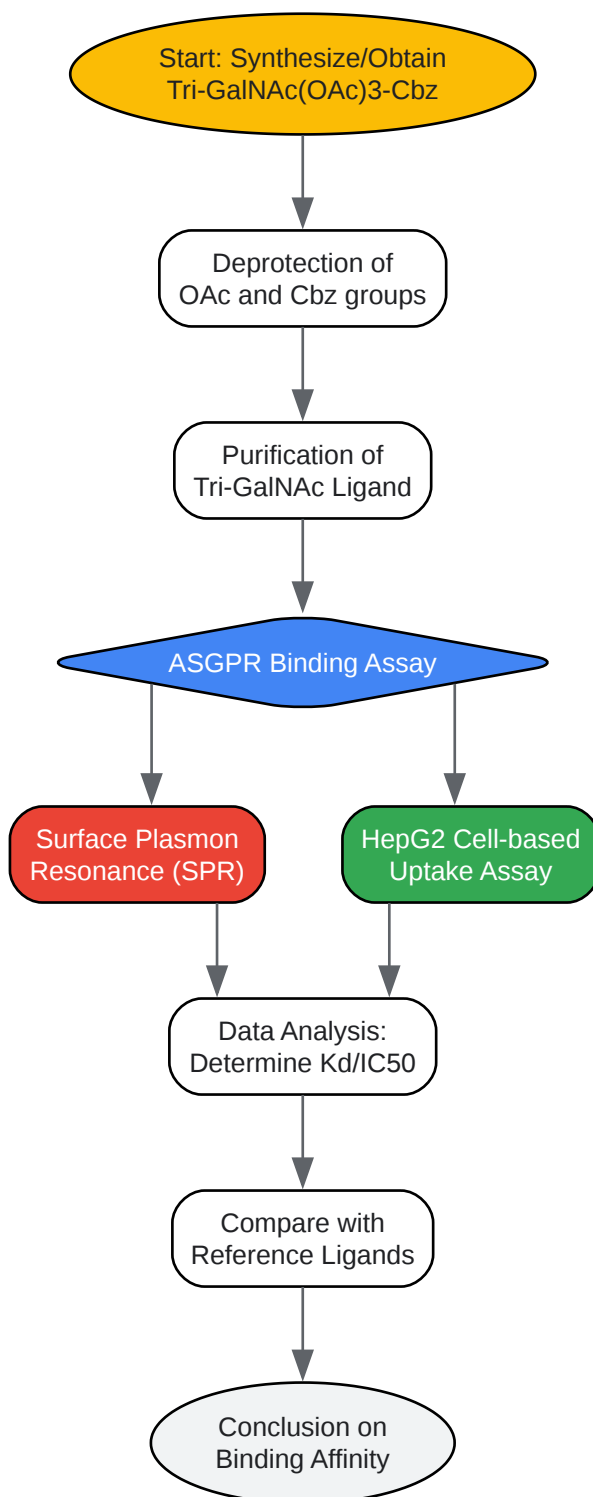 Start: Synthesize/Obtain
Tri-GalNAc(OAc)3-Cbz
Deprotection of
OAc and Cbz groups
Purification of
Tri-GalNAc Ligand
ASGPR Binding Assay
Surface Plasmon
Resonance (SPR)
HepG2 Cell-based
Uptake Assay
Data Analysis:
Determine Kd/IC50
Compare with
Reference Ligands
Conclusion on
Binding Affinity